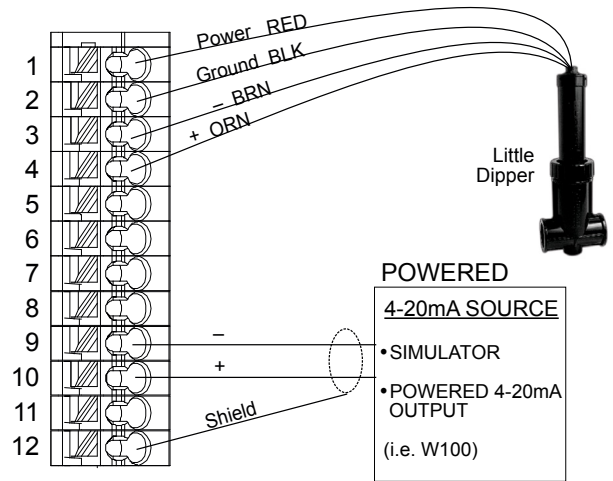 Power RED
1
Ground BLK
2
– BRN
3
+ ORN
4
Little
Dipper
5
6
7
POWERED
8
4-20mA SOURCE
9
–
• SIMULATOR
10
+
• POWERED 4-20mA
OUTPUT
11
Shield
(i.e. W100)
12